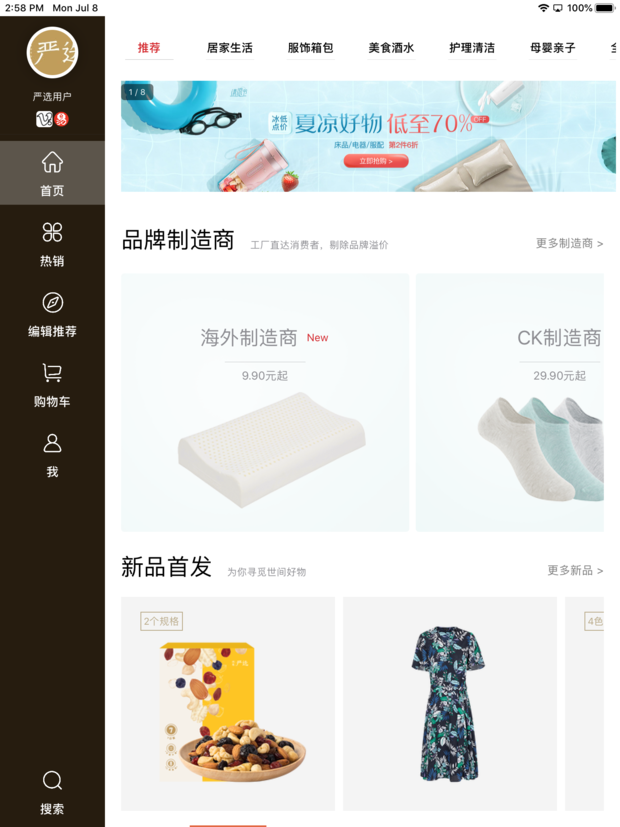 2:58 PM Mon Jul 8 100%
严选用户
首页
热销
编辑推荐
购物车
我
搜索
推荐 居家生活 服饰箱包 美食酒水 护理清洁 母婴亲子
1 / 8
冰点低价 夏凉好物 低至70% OFF
床品/电器/服配 第2件6折
立即抢购 >
品牌制造商 工厂直达消费者，剔除品牌溢价 更多制造商 >
海外制造商 New
9.90元起
CK制造商
29.90元起
新品首发 为你寻觅世间好物 更多新品 >
2个规格
4色